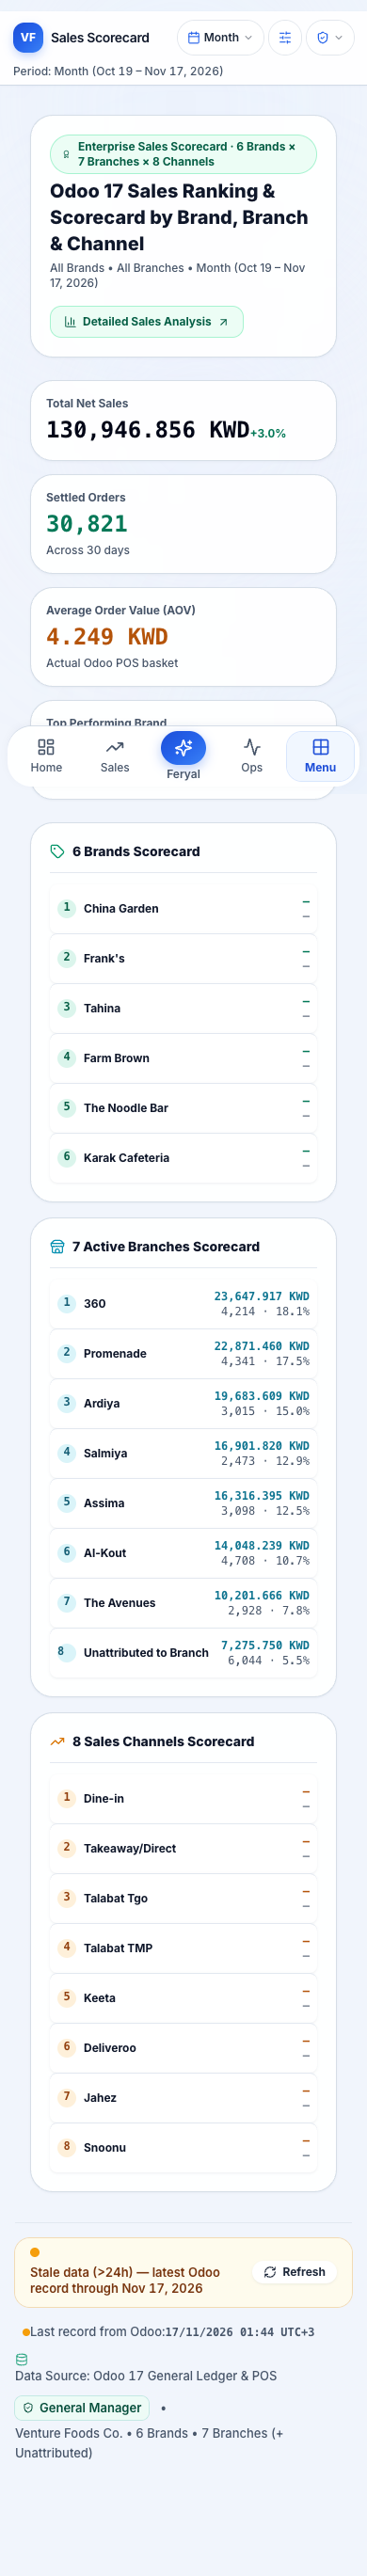 VF
Sales Scorecard
Month
Period: Month (Oct 19 – Nov 17, 2026)
Enterprise Sales Scorecard · 6 Brands ×
7 Branches × 8 Channels
Odoo 17 Sales Ranking &
Scorecard by Brand, Branch
& Channel
All Brands • All Branches • Month (Oct 19 – Nov
17, 2026)
Detailed Sales Analysis
Total Net Sales
130,946.856 KWD+3.0%
Settled Orders
30,821
Across 30 days
Average Order Value (AOV)
4.249 KWD
Actual Odoo POS basket
Top Performing Brand
Home
Sales
Feryal
Ops
Menu
6 Brands Scorecard
1 China Garden –
–
2 Frank's –
–
3 Tahina –
–
4 Farm Brown –
–
5 The Noodle Bar –
–
6 Karak Cafeteria –
–
7 Active Branches Scorecard
1 360 23,647.917 KWD
4,214 · 18.1%
2 Promenade 22,871.460 KWD
4,341 · 17.5%
3 Ardiya 19,683.609 KWD
3,015 · 15.0%
4 Salmiya 16,901.820 KWD
2,473 · 12.9%
5 Assima 16,316.395 KWD
3,098 · 12.5%
6 Al-Kout 14,048.239 KWD
4,708 · 10.7%
7 The Avenues 10,201.666 KWD
2,928 · 7.8%
8 Unattributed to Branch 7,275.750 KWD
6,044 · 5.5%
8 Sales Channels Scorecard
1 Dine-in –
–
2 Takeaway/Direct –
–
3 Talabat Tgo –
–
4 Talabat TMP –
–
5 Keeta –
–
6 Deliveroo –
–
7 Jahez –
–
8 Snoonu –
–
Stale data (>24h) — latest Odoo
record through Nov 17, 2026
Refresh
Last record from Odoo:17/11/2026 01:44 UTC+3
Data Source: Odoo 17 General Ledger & POS
General Manager •
Venture Foods Co. • 6 Brands • 7 Branches (+
Unattributed)